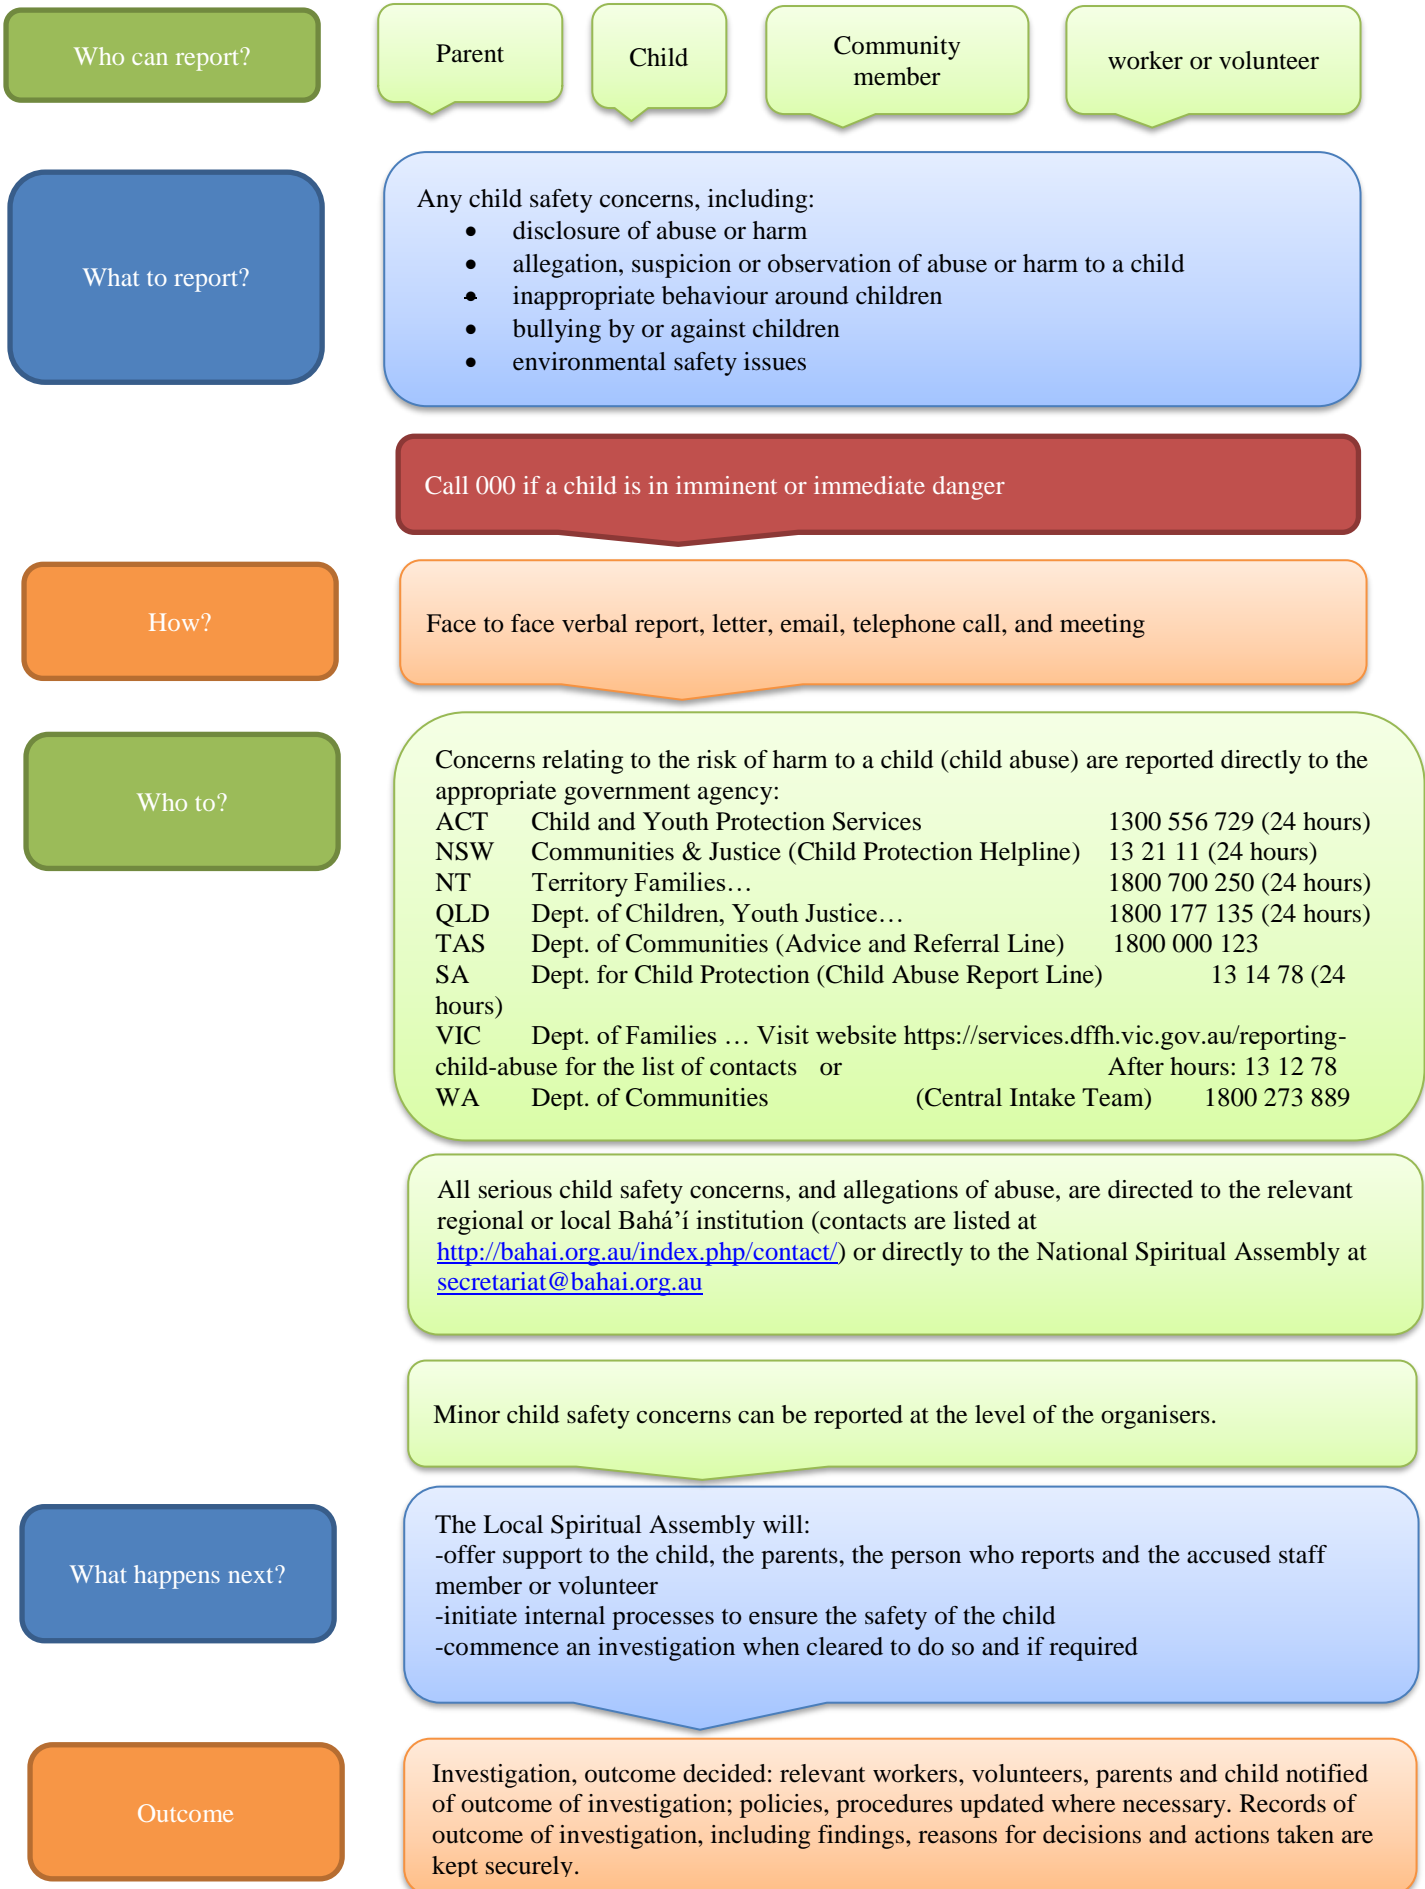 Who can report?
Parent
Child
Community
member
worker or volunteer
What to report?
Any child safety concerns, including:
• disclosure of abuse or harm
• allegation, suspicion or observation of abuse or harm to a child
• inappropriate behaviour around children
• bullying by or against children
• environmental safety issues
Call 000 if a child is in imminent or immediate danger
How?
Face to face verbal report, letter, email, telephone call, and meeting
Who to?
Concerns relating to the risk of harm to a child (child abuse) are reported directly to the
appropriate government agency:
ACT Child and Youth Protection Services 1300 556 729 (24 hours)
NSW Communities & Justice (Child Protection Helpline) 13 21 11 (24 hours)
NT Territory Families… 1800 700 250 (24 hours)
QLD Dept. of Children, Youth Justice… 1800 177 135 (24 hours)
TAS Dept. of Communities (Advice and Referral Line) 1800 000 123
SA Dept. for Child Protection (Child Abuse Report Line) 13 14 78 (24
hours)
VIC Dept. of Families … Visit website https://services.dffh.vic.gov.au/reporting-
child-abuse for the list of contacts or After hours: 13 12 78
WA Dept. of Communities (Central Intake Team) 1800 273 889
All serious child safety concerns, and allegations of abuse, are directed to the relevant
regional or local Bahá’í institution (contacts are listed at
http://bahai.org.au/index.php/contact/) or directly to the National Spiritual Assembly at
secretariat@bahai.org.au
Minor child safety concerns can be reported at the level of the organisers.
What happens next?
The Local Spiritual Assembly will:
-offer support to the child, the parents, the person who reports and the accused staff
member or volunteer
-initiate internal processes to ensure the safety of the child
-commence an investigation when cleared to do so and if required
Outcome
Investigation, outcome decided: relevant workers, volunteers, parents and child notified
of outcome of investigation; policies, procedures updated where necessary. Records of
outcome of investigation, including findings, reasons for decisions and actions taken are
kept securely.